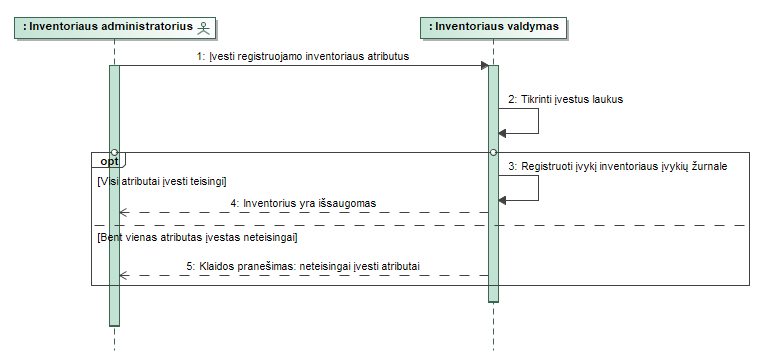 : Inventoriaus administratorius
: Inventoriaus valdymas
1: Įvesti registruojamo inventoriaus atributus
2: Tikrinti įvestus laukus
opt
3: Registruoti įvykį inventoriaus įvykių žurnale
[Visi atributai įvesti teisingi]
4: Inventorius yra išsaugomas
[Bent vienas atributas įvestas neteisingai]
5: Klaidos pranešimas: neteisingai įvesti atributai